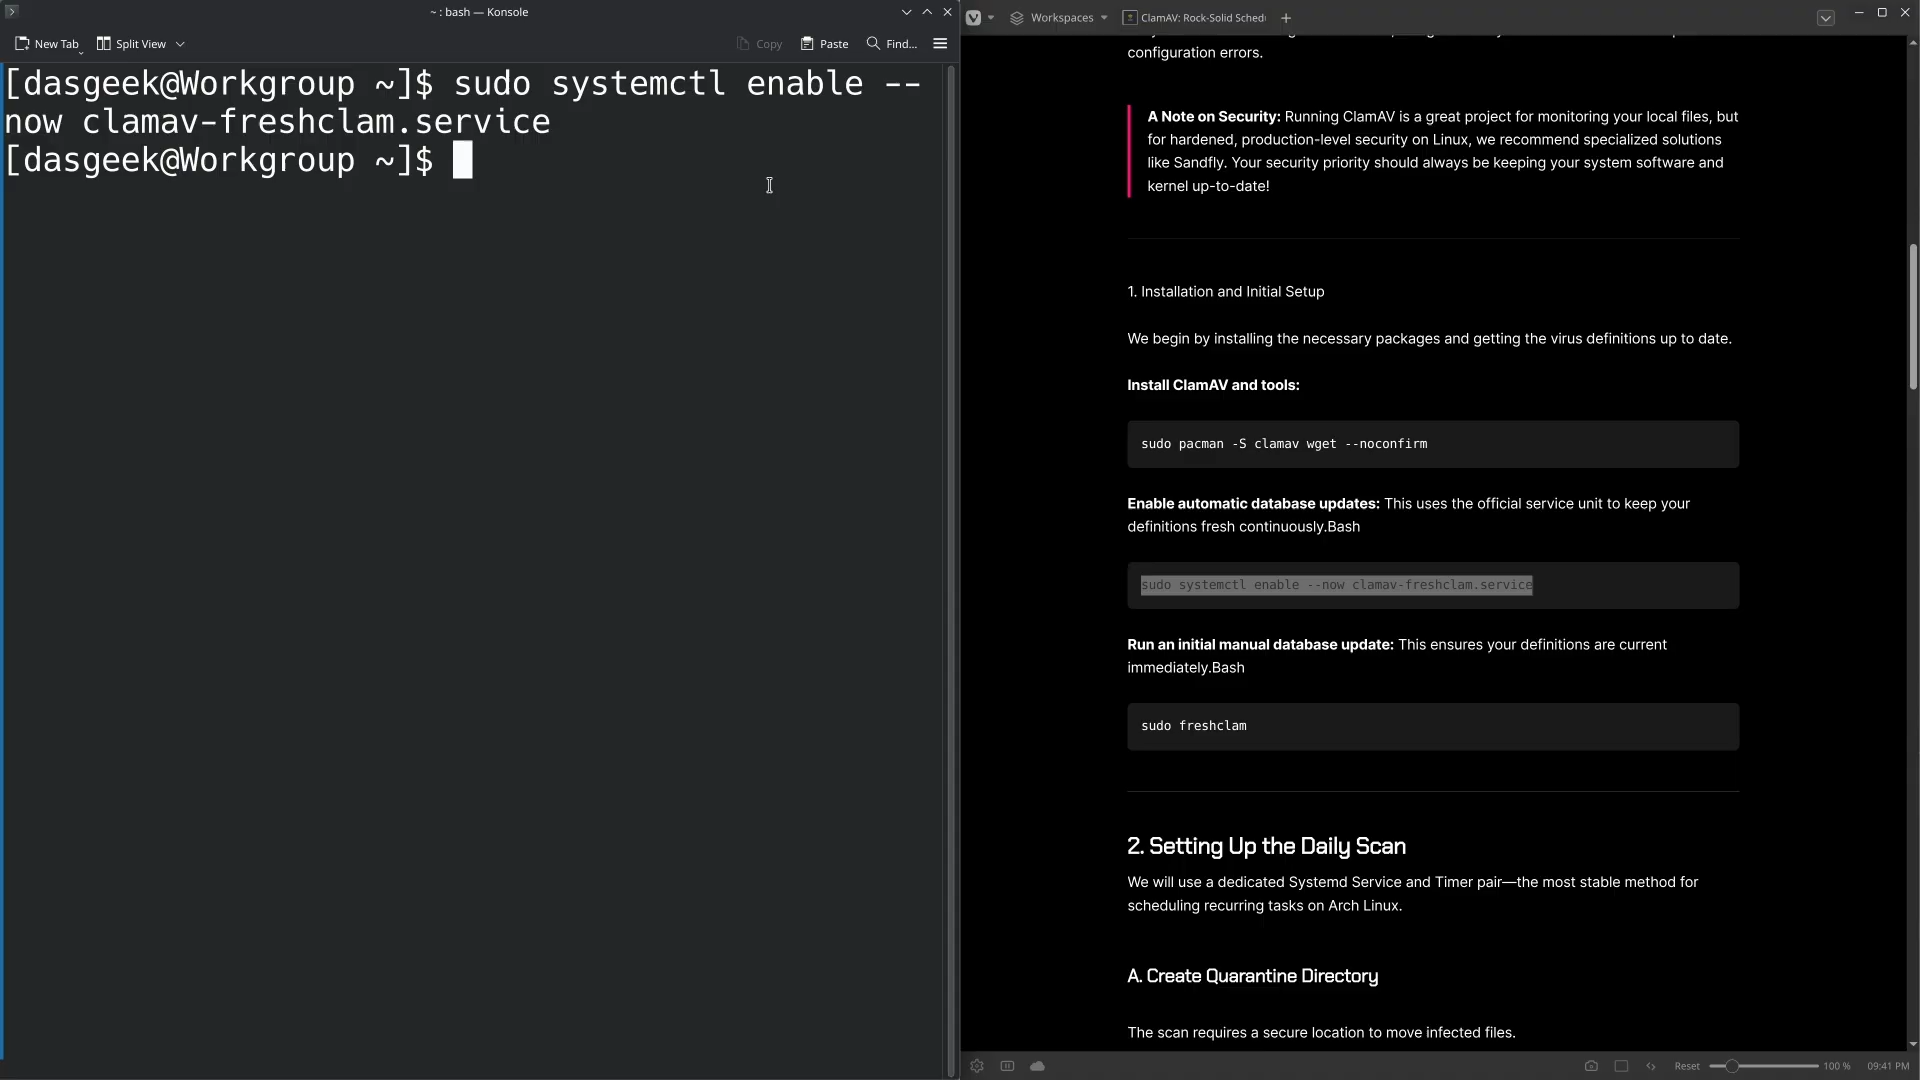 ~ : bash — Konsole
New Tab
Split View
Copy
Paste
Find...
[dasgeek@Workgroup ~]$ sudo systemctl enable --
now clamav-freshclam.service
[dasgeek@Workgroup ~]$
Workspaces
ClamAV: Rock-Solid Sched
configuration errors.
A Note on Security: Running ClamAV is a great project for monitoring your local files, but
for hardened, production-level security on Linux, we recommend specialized solutions
like Sandfly. Your security priority should always be keeping your system software and
kernel up-to-date!
1. Installation and Initial Setup
We begin by installing the necessary packages and getting the virus definitions up to date.
Install ClamAV and tools:
sudo pacman -S clamav wget --noconfirm
Enable automatic database updates: This uses the official service unit to keep your
definitions fresh continuously.Bash
sudo systemctl enable --now clamav-freshclam.service
Run an initial manual database update: This ensures your definitions are current
immediately.Bash
sudo freshclam
2. Setting Up the Daily Scan
We will use a dedicated Systemd Service and Timer pair—the most stable method for
scheduling recurring tasks on Arch Linux.
A. Create Quarantine Directory
The scan requires a secure location to move infected files.
Reset
100 %
09:41 PM